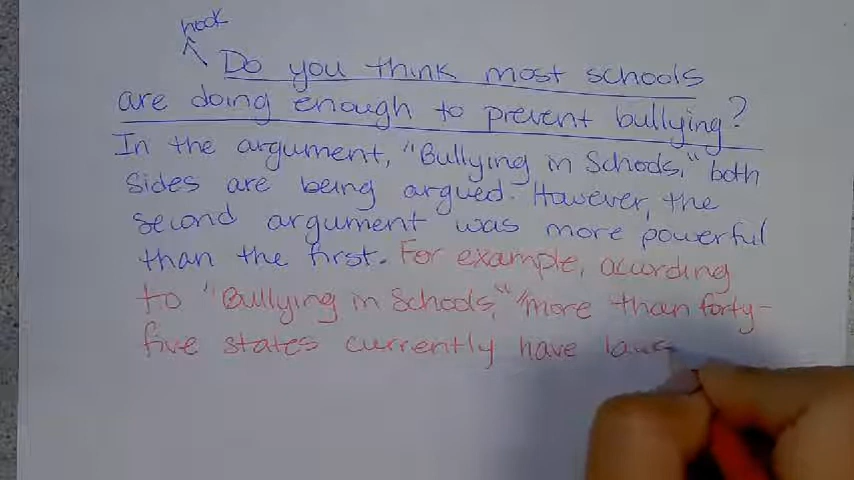 hook
Do you think most schools
are doing enough to prevent bullying?
In the argument, "Bullying in Schools," both
sides are being argued. However, the
second argument was more powerful
than the first. For example, according
to "Bullying in Schools," "more than forty-
five states currently have laws